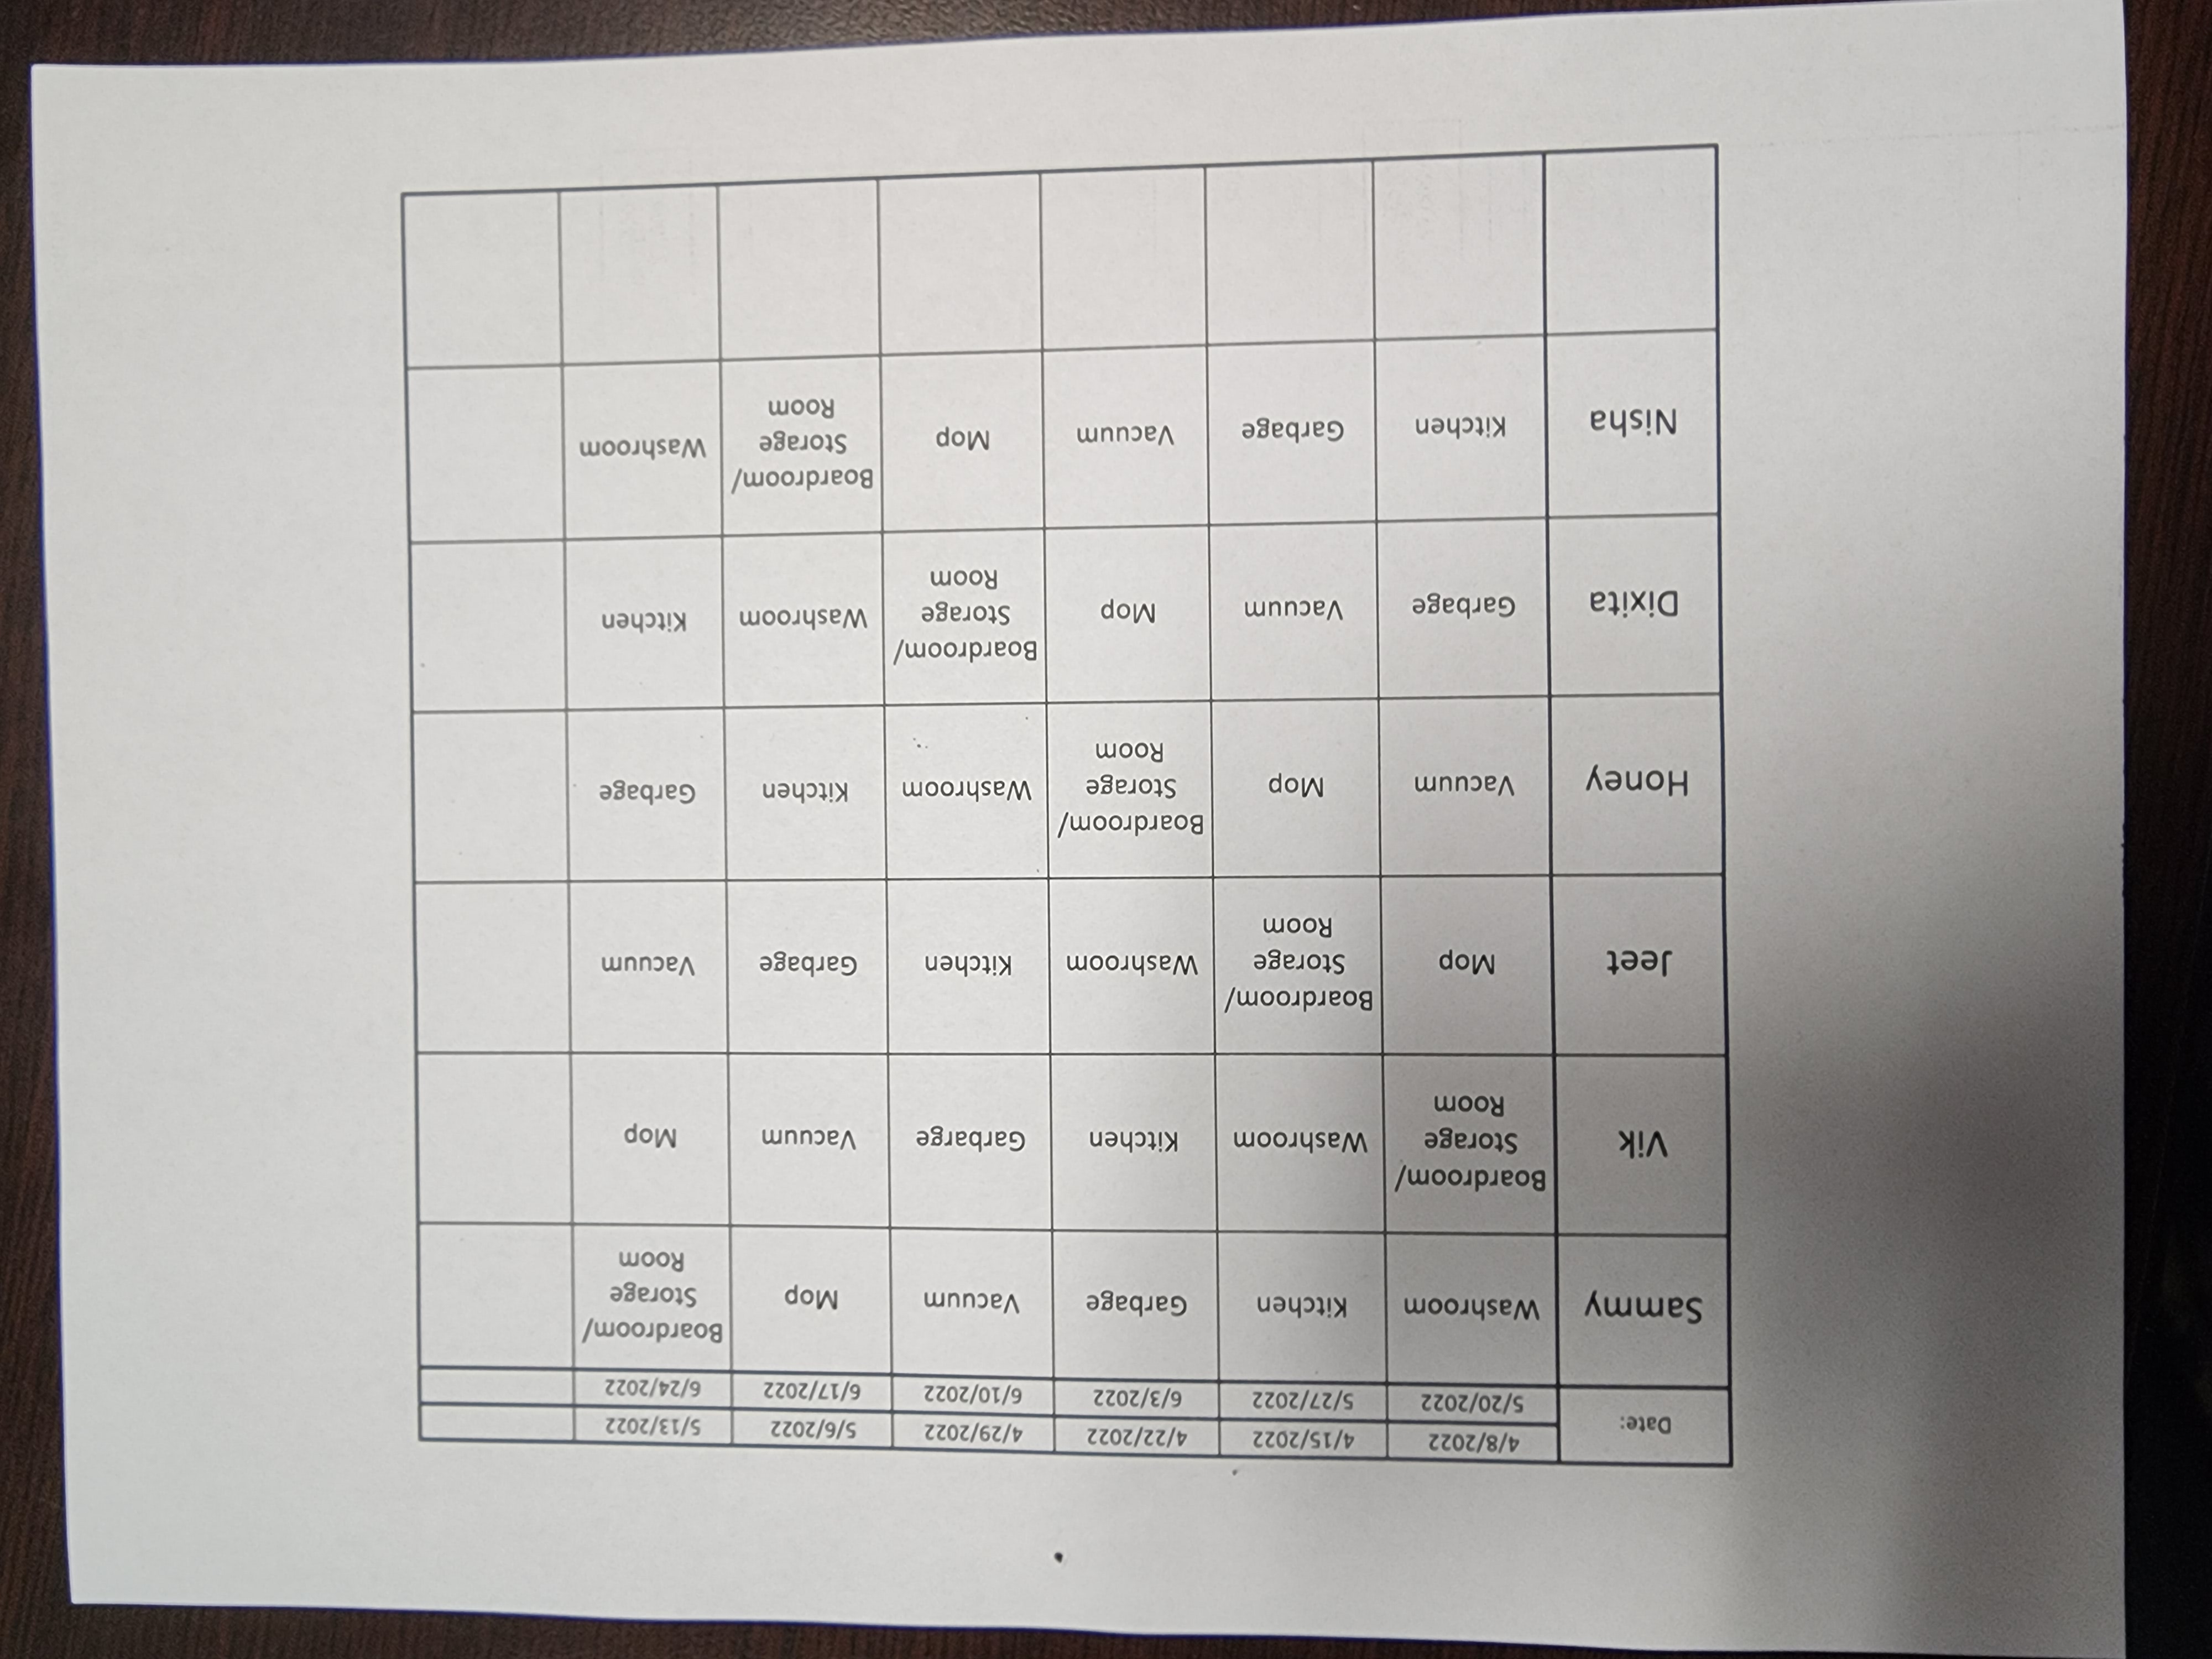 Date: 4/8/2022 4/15/2022 4/22/2022 4/29/2022 5/6/2022 5/13/2022
5/20/2022 5/27/2022 6/3/2022 6/10/2022 6/17/2022 6/24/2022
Sammy Washroom Kitchen Garbage Vacuum Mop Boardroom/
Storage
Room
Vik Boardroom/
Storage
Room Washroom Kitchen Garbarge Vacuum Mop
Jeet Mop Boardroom/
Storage
Room Washroom Kitchen Garbage Vacuum
Honey Vacuum Mop Boardroom/
Storage
Room Washroom Kitchen Garbage
Dixita Garbage Vacuum Mop Boardroom/
Storage
Room Washroom Kitchen
Nisha Kitchen Garbage Vacuum Mop Boardroom/
Storage
Room Washroom